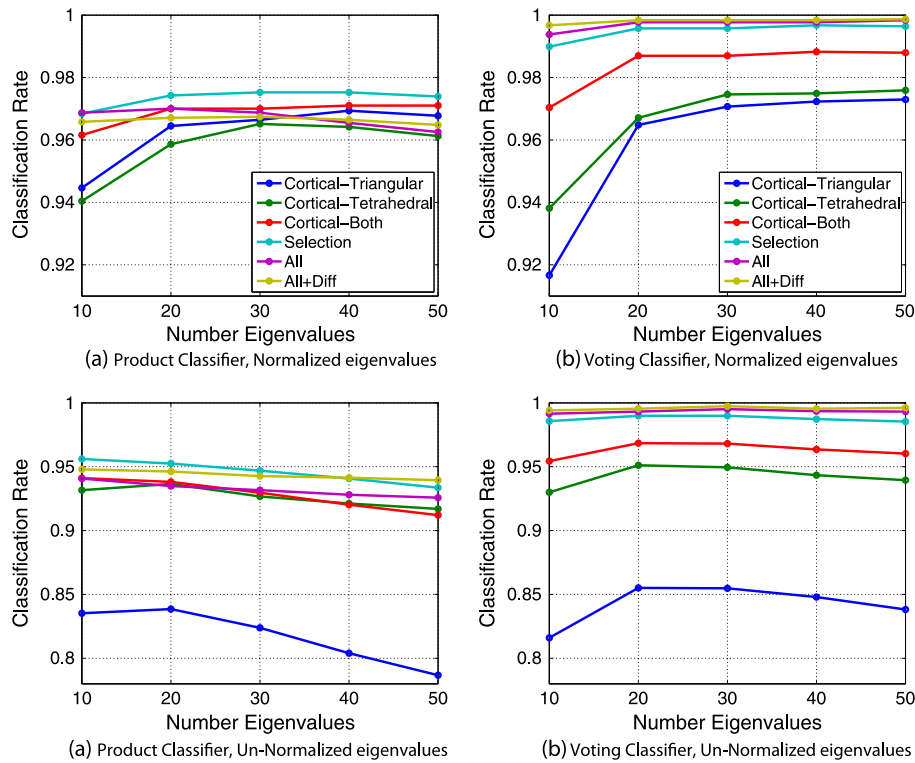 1
0.98
0.96
0.94
0.92
Classification Rate
Cortical−Triangular
Cortical−Tetrahedral
Cortical−Both
Selection
All
All+Diff
10 20 30 40 50
Number Eigenvalues
(a) Product Classifier, Normalized eigenvalues
1
0.98
0.96
0.94
0.92
Classification Rate
Cortical−Triangular
Cortical−Tetrahedral
Cortical−Both
Selection
All
All+Diff
10 20 30 40 50
Number Eigenvalues
(b) Voting Classifier, Normalized eigenvalues
1
0.95
0.9
0.85
0.8
Classification Rate
10 20 30 40 50
Number Eigenvalues
(a) Product Classifier, Un-Normalized eigenvalues
1
0.95
0.9
0.85
0.8
Classification Rate
10 20 30 40 50
Number Eigenvalues
(b) Voting Classifier, Un-Normalized eigenvalues